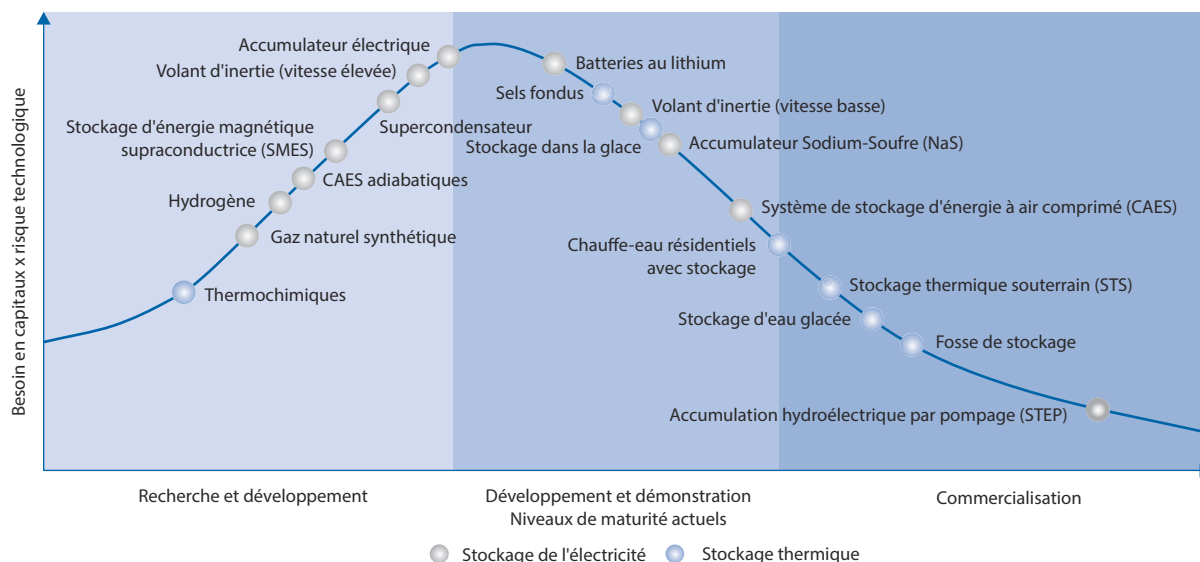 Besoin en capitaux x risque technologique
Accumulateur électrique
Volant d'inertie (vitesse élevée)
Supercondensateur
Stockage d'énergie magnétique
supraconductrice (SMES)
CAES adiabatiques
Hydrogène
Gaz naturel synthétique
Thermochimiques
Batteries au lithium
Sels fondus
Volant d'inertie (vitesse basse)
Stockage dans la glace
Accumulateur Sodium-Soufre (NaS)
Système de stockage d'énergie à air comprimé (CAES)
Chauffe-eau résidentiels
avec stockage
Stockage thermique souterrain (STS)
Stockage d'eau glacée
Fosse de stockage
Accumulation hydroélectrique par pompage (STEP)
Recherche et développement
Développement et démonstration
Commercialisation
Niveaux de maturité actuels
Stockage de l'électricité
Stockage thermique